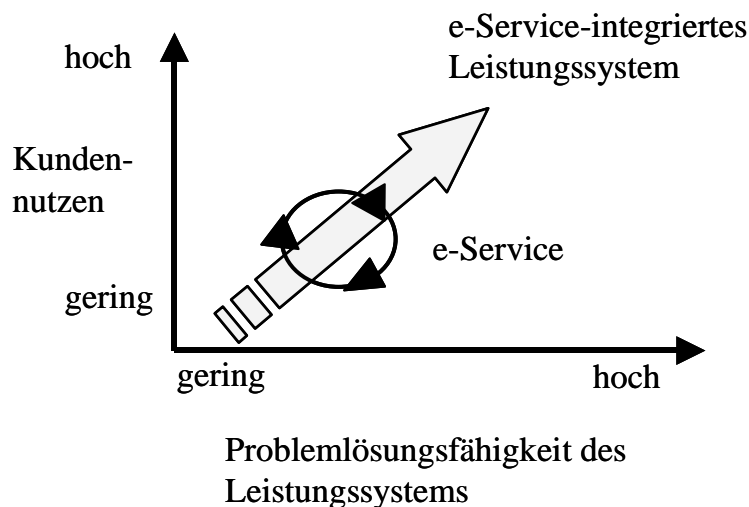 e-Service-integriertes
Leistungssystem
hoch
Kunden-
nutzen
e-Service
gering
gering
hoch
Problemlösungsfähigkeit des
Leistungssystems